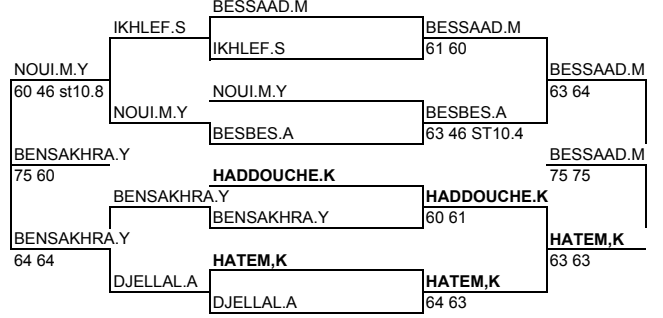 BESSAAD.M
IKHLEF.S BESSAAD.M
IKHLEF.S 61 60
NOUI.M.Y BESSAAD.M
60 46 st10.8 NOUI.M.Y 63 64
NOUI.M.Y BESBES.A
BESBES.A 63 46 ST10.4
BENSAKHRA.Y BESSAAD.M
75 60 HADDOUCHE.K 75 75
BENSAKHRA.Y HADDOUCHE.K
BENSAKHRA.Y 60 61
BENSAKHRA.Y HATEM,K
64 64 HATEM,K 63 63
DJELLAL.A HATEM,K
DJELLAL.A 64 63